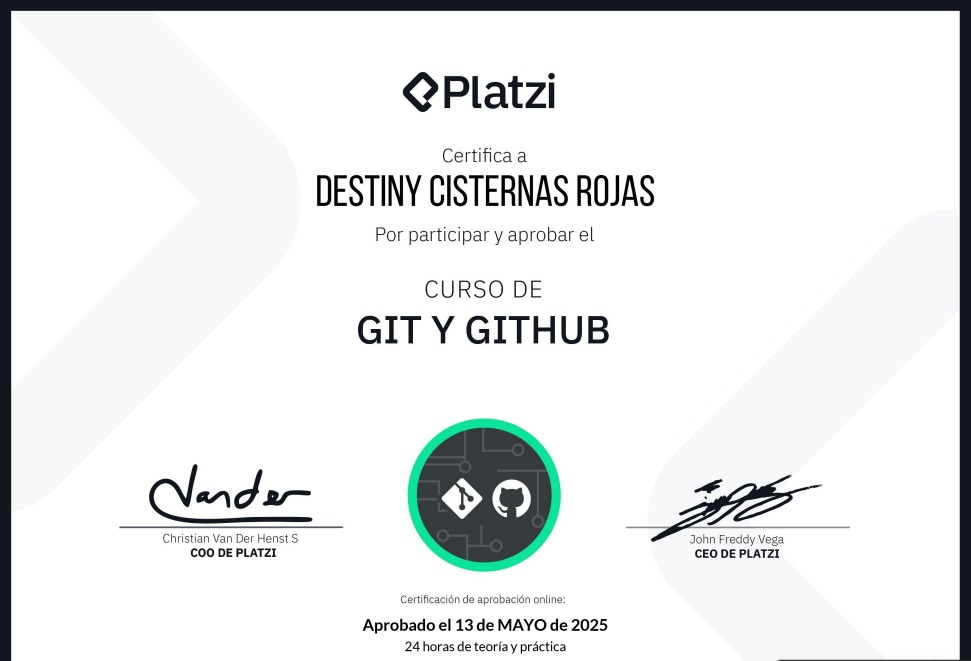 Platzi
Certifica a
DESTINY CISTERNAS ROJAS
Por participar y aprobar el
CURSO DE
GIT Y GITHUB
Vander
Christian Van Der Henst S
COO DE PLATZI
John Freddy Vega
CEO DE PLATZI
Certificación de aprobación online:
Aprobado el 13 de MAYO de 2025
24 horas de teoría y práctica